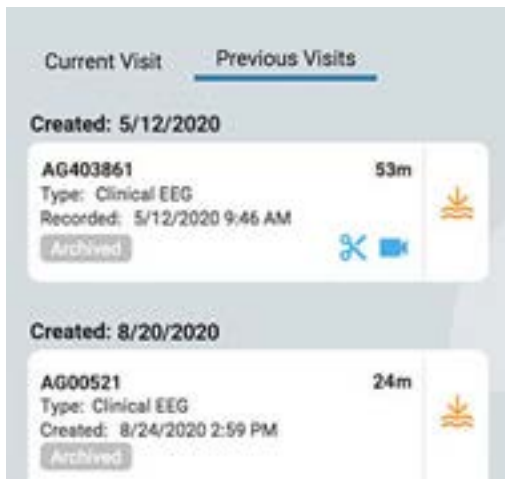 Current Visit Previous Visits
Created: 5/12/2020
AG403861 53m
Type: Clinical EEG
Recorded: 5/12/2020 9:46 AM
Archived
Created: 8/20/2020
AG00521 24m
Type: Clinical EEG
Created: 8/24/2020 2:59 PM
Archived